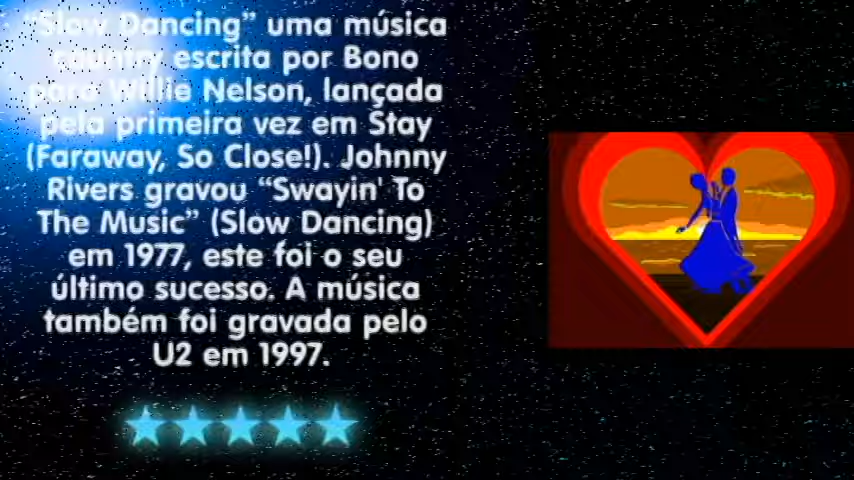 “Slow Dancing” uma música
country escrita por Bono
para Willie Nelson, lançada
pela primeira vez em Stay
(Faraway, So Close!). Johnny
Rivers gravou “Swayin' To
The Music” (Slow Dancing)
em 1977, este foi o seu
último sucesso. A música
também foi gravada pelo
U2 em 1997.